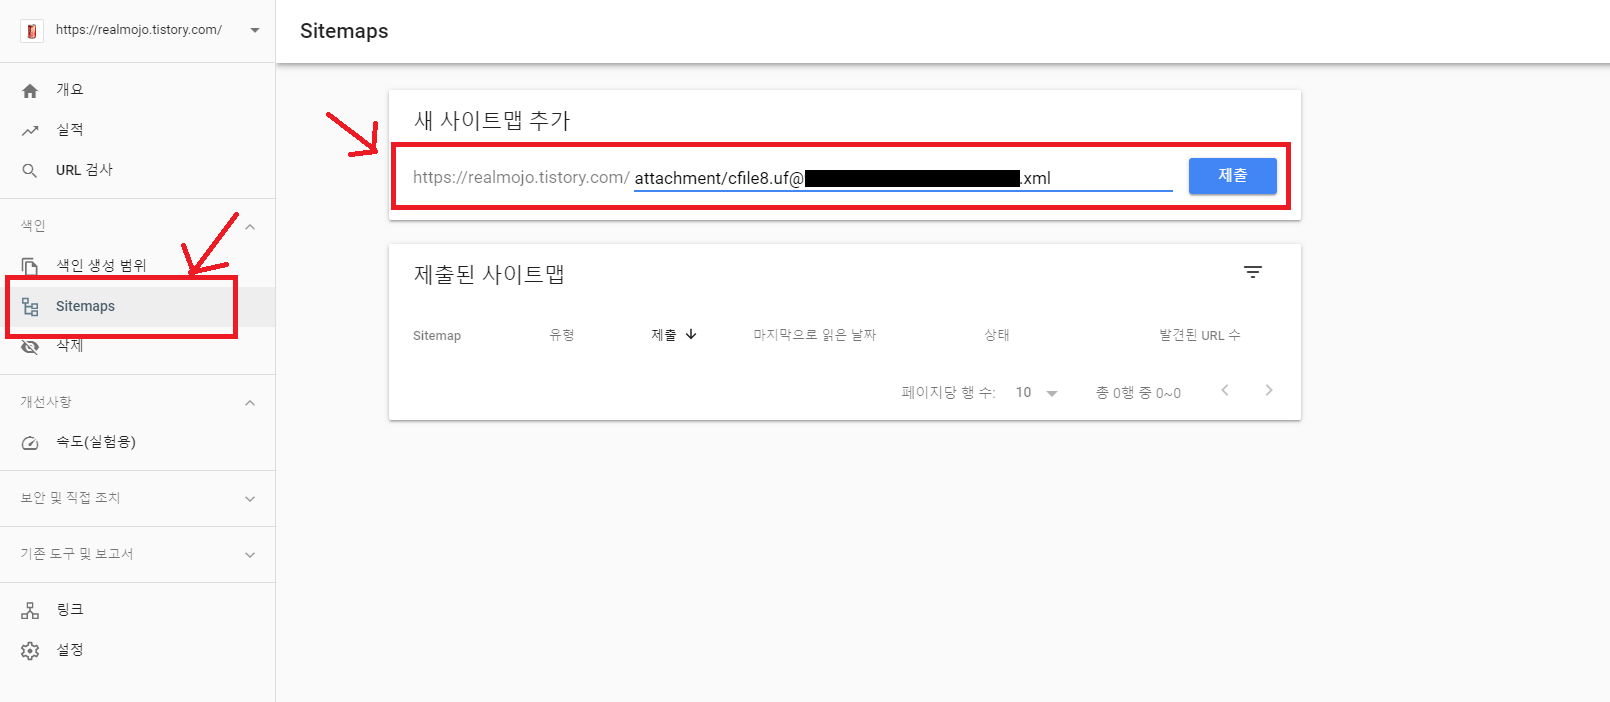 https://realmojo.tistory.com/
개요
실적
URL 검사
색인
색인 생성 범위
Sitemaps
삭제
개선사항
속도(실험용)
보안 및 직접 조치
기존 도구 및 보고서
링크
설정
Sitemaps
새 사이트맵 추가
https://realmojo.tistory.com/ attachment/cfile8.uf@ .xml 제출
제출된 사이트맵
Sitemap 유형 제출 마지막으로 읽은 날짜 상태 발견된 URL 수
페이지당 행 수: 10 총 0행 중 0~0